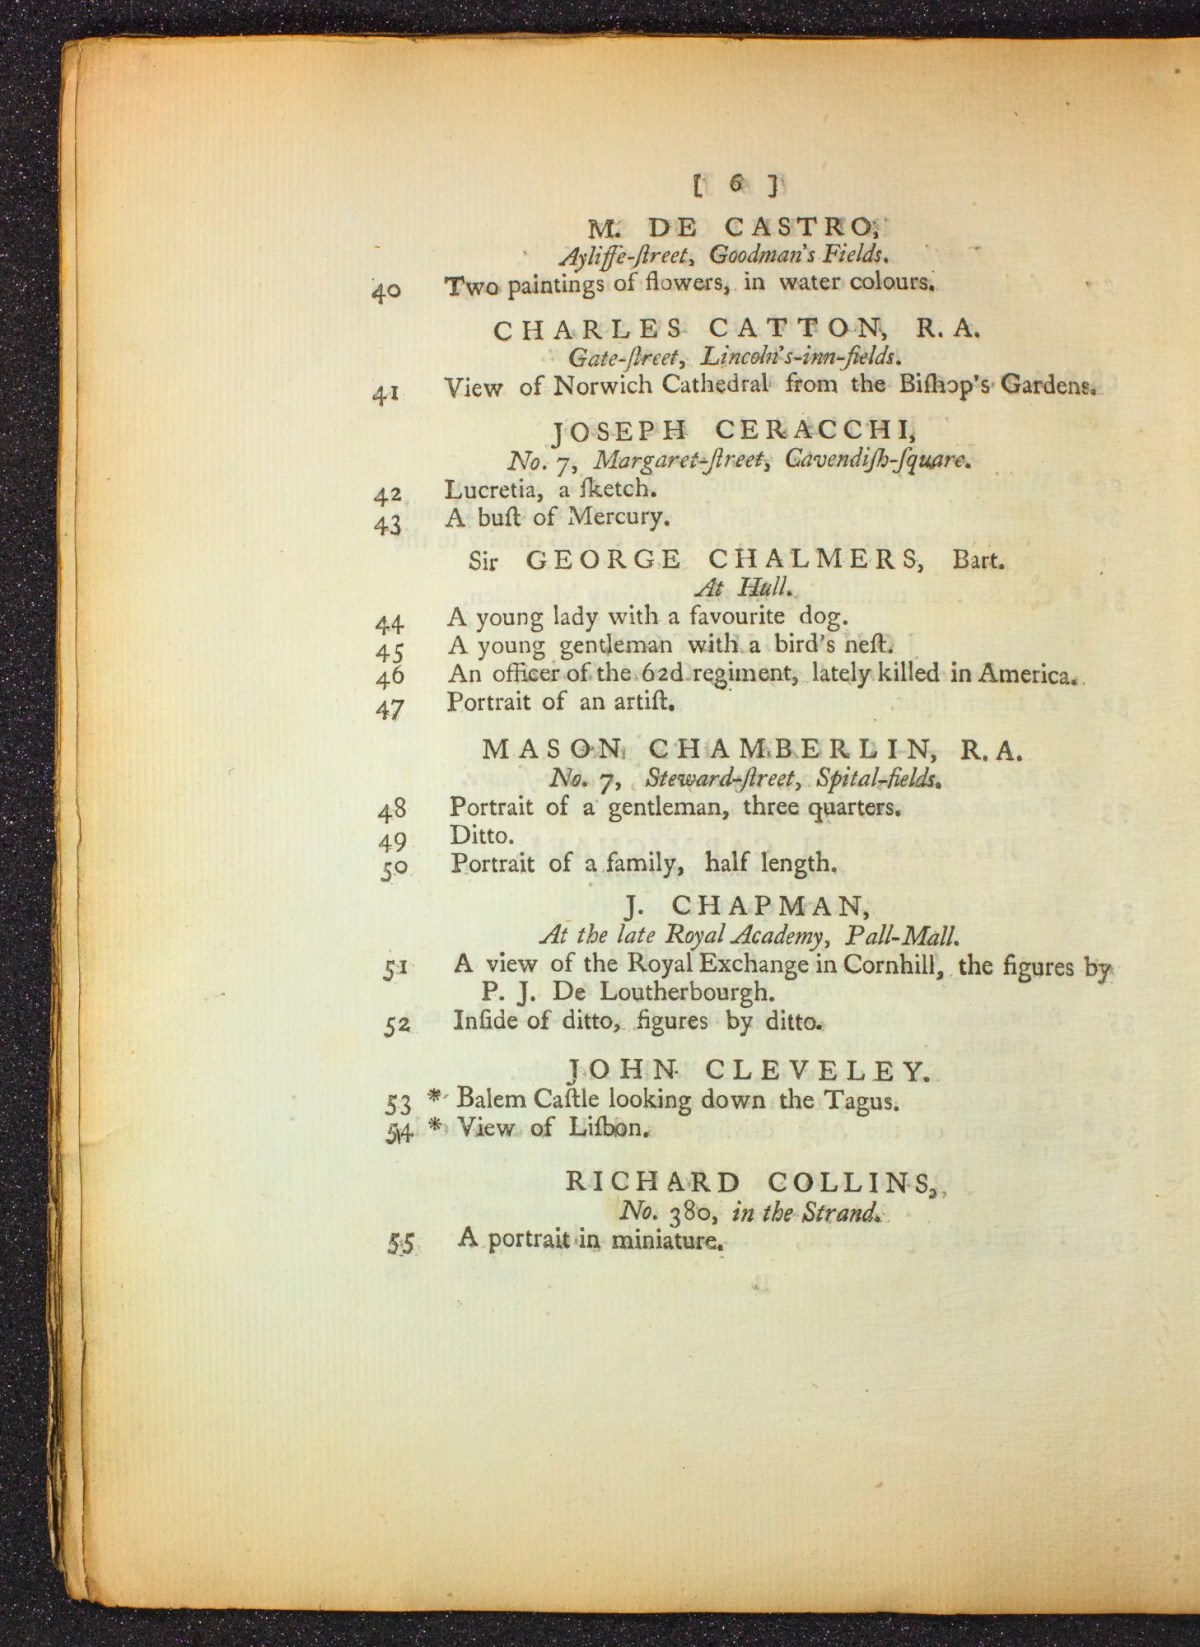 [ 6 ]
M. DE CASTRO,
Ayliffe-ſtreet, Goodman's Fields.
40 Two paintings of flowers, in water colours.
CHARLES CATTON, R. A.
Gate-ſtreet, Lincoln's-inn-fields.
41 View of Norwich Cathedral from the Biſhop's Gardens.
JOSEPH CERACCHI,
No. 7, Margaret-ſtreet, Cavendiſh-ſquare.
42 Lucretia, a ſketch.
43 A buſt of Mercury.
Sir GEORGE CHALMERS, Bart.
At Hull.
44 A young lady with a favourite dog.
45 A young gentleman with a bird's neſt.
46 An officer of the 62d regiment, lately killed in America.
47 Portrait of an artiſt.
MASON CHAMBERLIN, R. A.
No. 7, Steward-ſtreet, Spital-fields.
48 Portrait of a gentleman, three quarters.
49 Ditto.
50 Portrait of a family, half length.
J. CHAPMAN,
At the late Royal Academy, Pall-Mall.
51 A view of the Royal Exchange in Cornhill, the figures by
P. J. De Loutherbourgh.
52 Inſide of ditto, figures by ditto.
JOHN CLEVELEY.
53 * Balem Caſtle looking down the Tagus.
54 * View of Liſbon.
RICHARD COLLINS,
No. 380, in the Strand.
55 A portrait in miniature.